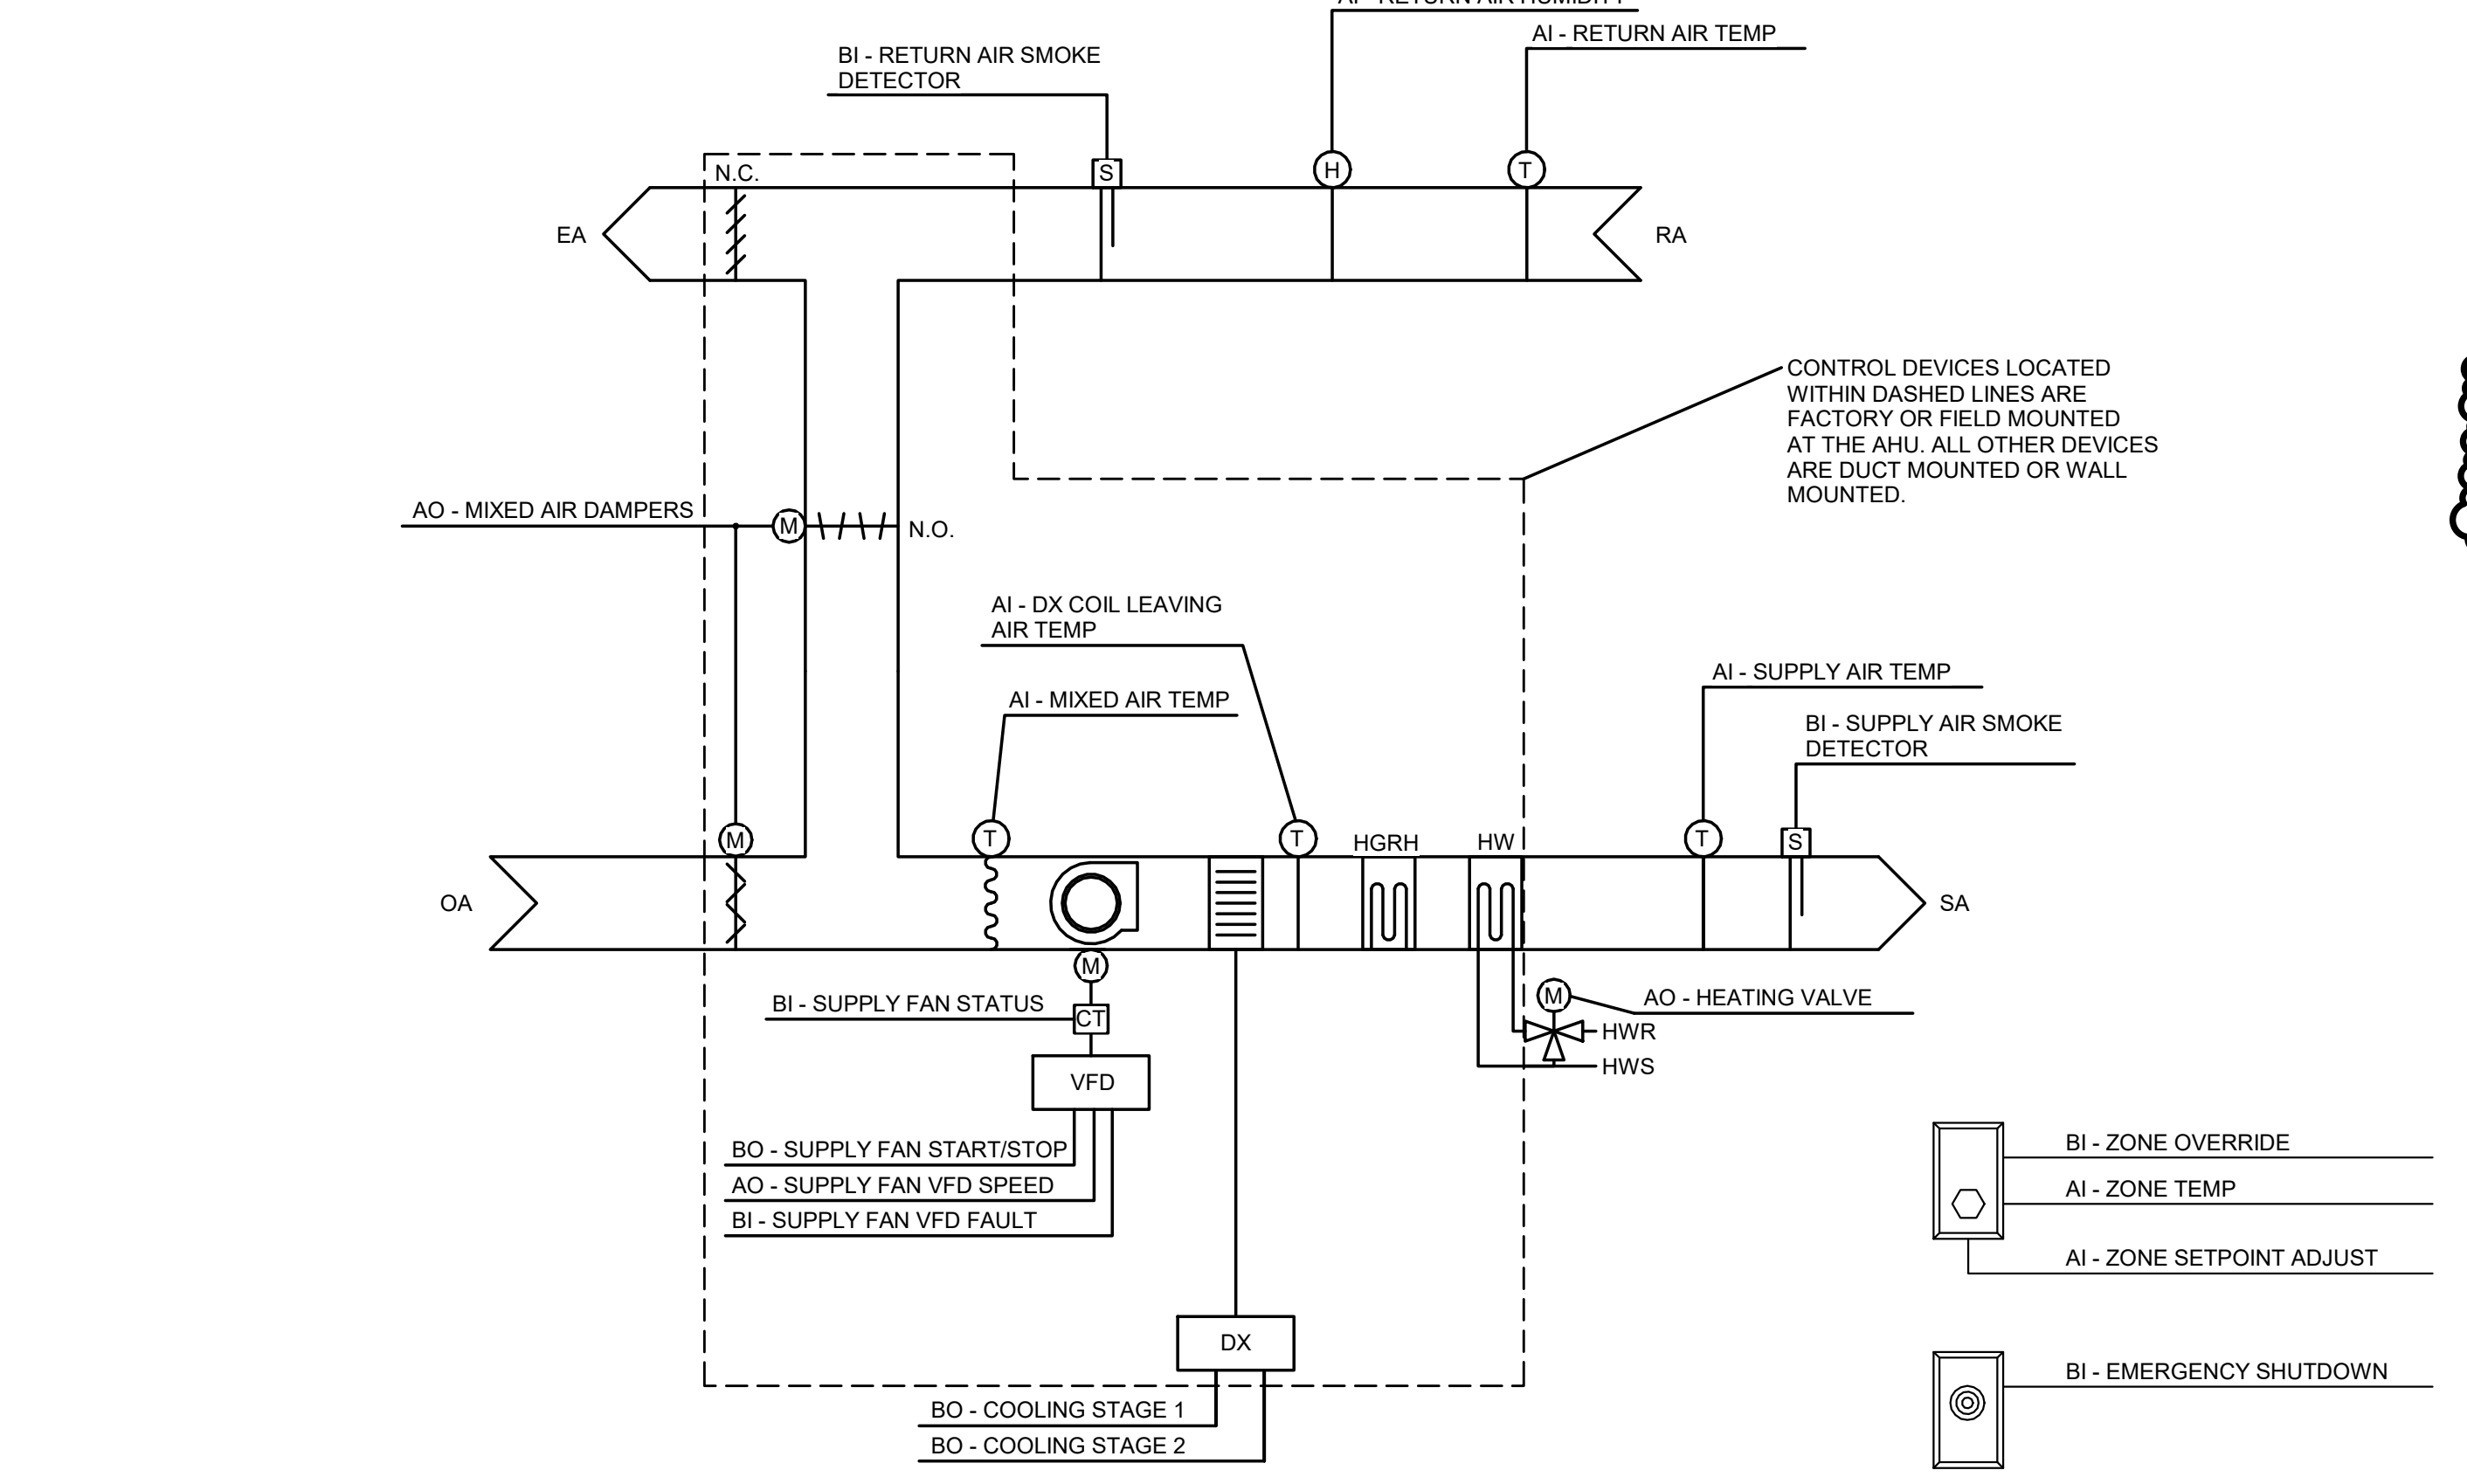 AI - RETURN AIR HUMIDITY
AI - RETURN AIR TEMP
BI - RETURN AIR SMOKE
DETECTOR
N.C.
S
H
T
EA
RA
CONTROL DEVICES LOCATED
WITHIN DASHED LINES ARE
FACTORY OR FIELD MOUNTED
AT THE AHU. ALL OTHER DEVICES
ARE DUCT MOUNTED OR WALL
MOUNTED.
AO - MIXED AIR DAMPERS
M
N.O.
AI - DX COIL LEAVING
AIR TEMP
AI - MIXED AIR TEMP
AI - SUPPLY AIR TEMP
BI - SUPPLY AIR SMOKE
DETECTOR
M
T
T
HGRH
HW
T
S
OA
SA
M
BI - SUPPLY FAN STATUS
CT
M
AO - HEATING VALVE
HWR
HWS
VFD
BO - SUPPLY FAN START/STOP
AO - SUPPLY FAN VFD SPEED
BI - SUPPLY FAN VFD FAULT
BI - ZONE OVERRIDE
AI - ZONE TEMP
AI - ZONE SETPOINT ADJUST
DX
BI - EMERGENCY SHUTDOWN
BO - COOLING STAGE 1
BO - COOLING STAGE 2